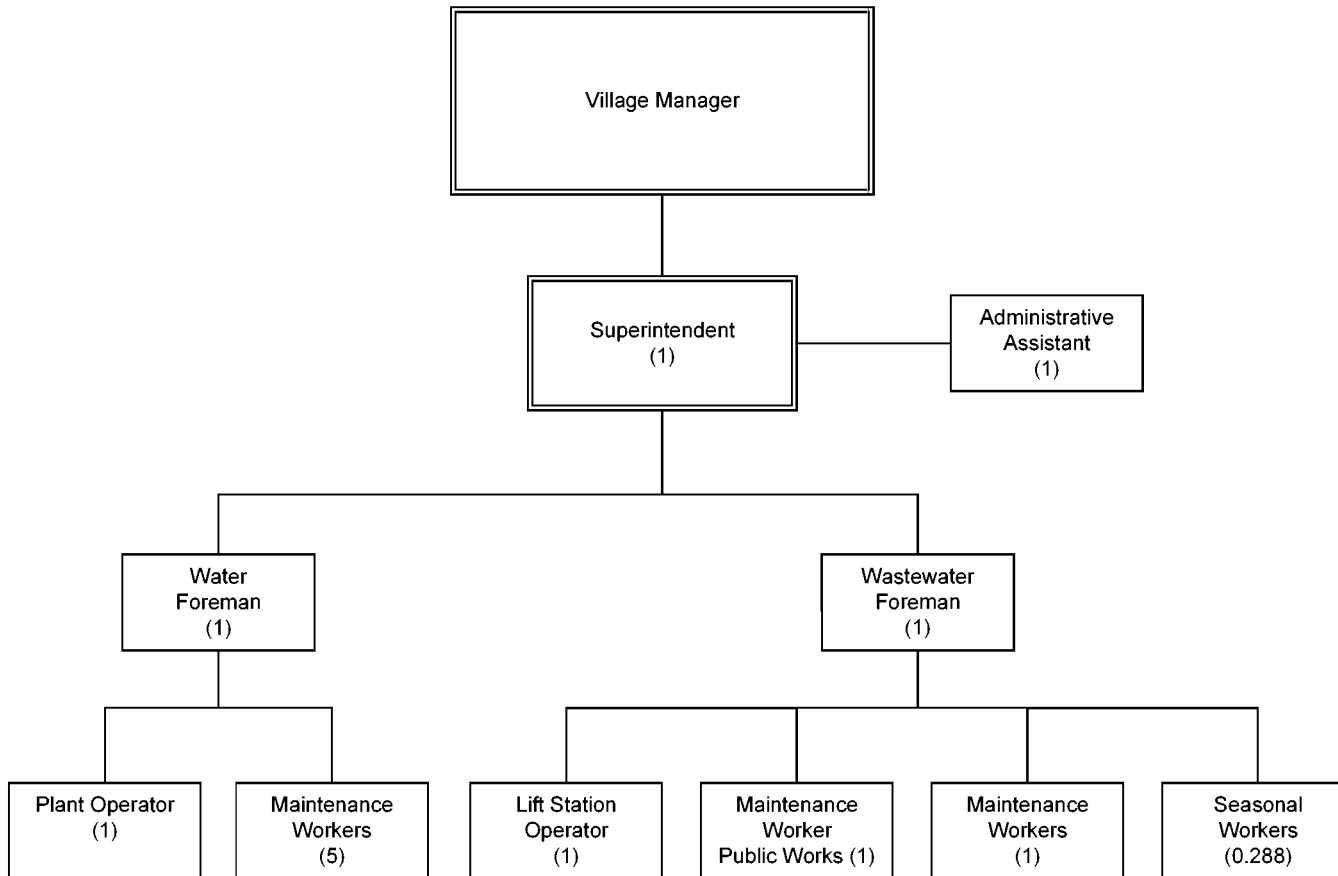 Village Manager
Superintendent
(1)
Administrative
Assistant
(1)
Water
Foreman
(1)
Wastewater
Foreman
(1)
Plant Operator
(1)
Maintenance
Workers
(5)
Lift Station
Operator
(1)
Maintenance
Worker
Public Works (1)
Maintenance
Workers
(1)
Seasonal
Workers
(0.288)